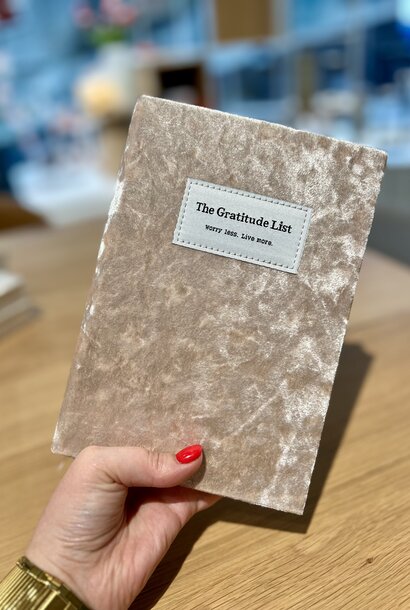 The Gratitude List
Worry less. Live more.